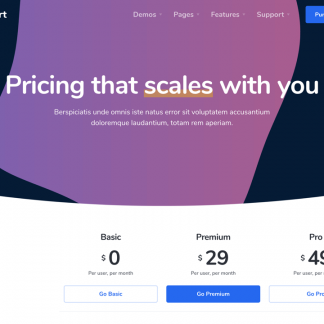 rt Demos Pages Features Support Pur
Pricing that scales with you
Berspiciatis unde omnis iste natus error sit voluptatem accusantium
doloremque laudantium, totam rem aperiam.
Basic Premium Pro
$ 0 $ 29 $ 49
Per user, per month Per user, per month Per user, per mon
Go Basic Go Premium Go Pro